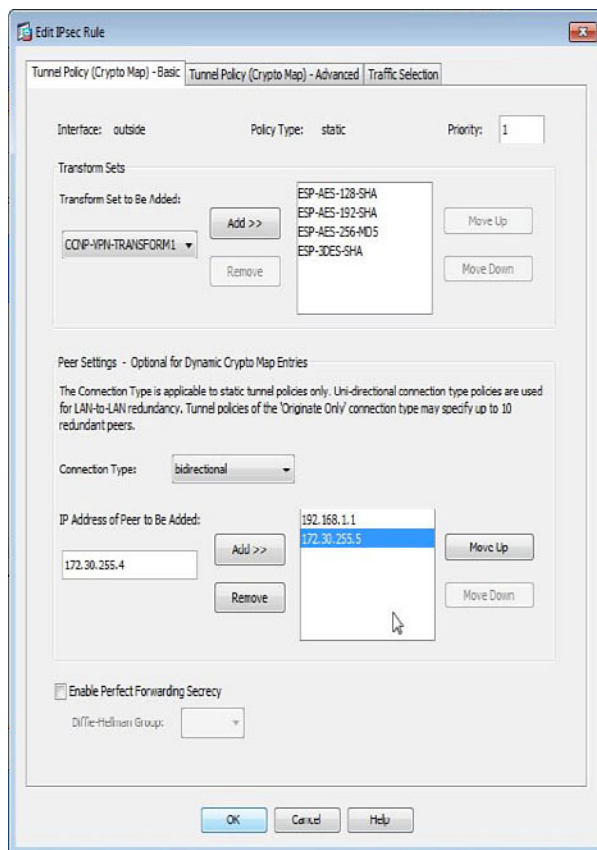 Edit IPsec Rule
Tunnel Policy (Crypto Map) - Basic
Tunnel Policy (Crypto Map) - Advanced
Traffic Selection
Interface: outside
Policy Type: static
Priority: 1
Transform Sets
Transform Set to Be Added:
CCNP-VPN-TRANSFORM1
Add >>
Remove
ESP-AES-128-SHA
ESP-AES-192-SHA
ESP-AES-256-MD5
ESP-3DES-SHA
Move Up
Move Down
Peer Settings - Optional for Dynamic Crypto Map Entries
The Connection Type is applicable to static tunnel policies only. Uni-directional connection type policies are used
for LAN-to-LAN redundancy. Tunnel policies of the 'Originate Only' connection type may specify up to 10
redundant peers.
Connection Type: bidirectional
IP Address of Peer to Be Added:
172.30.255.4
Add >>
Remove
192.168.1.1
172.30.255.5
Move Up
Move Down
Enable Perfect Forwarding Secrecy
Diffie-Hellman Group:
OK
Cancel
Help